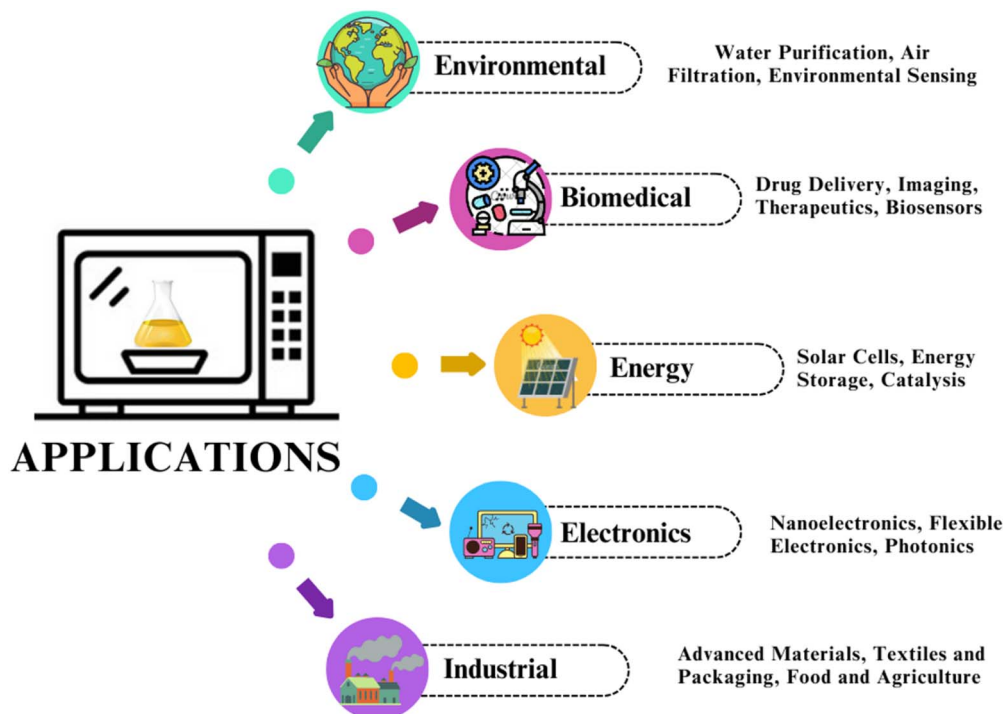 Environmental
Water Purification, Air
Filtration, Environmental Sensing
Biomedical
Drug Delivery, Imaging,
Therapeutics, Biosensors
Energy
Solar Cells, Energy
Storage, Catalysis
APPLICATIONS
Electronics
Nanoelectronics, Flexible
Electronics, Photonics
Industrial
Advanced Materials, Textiles and
Packaging, Food and Agriculture